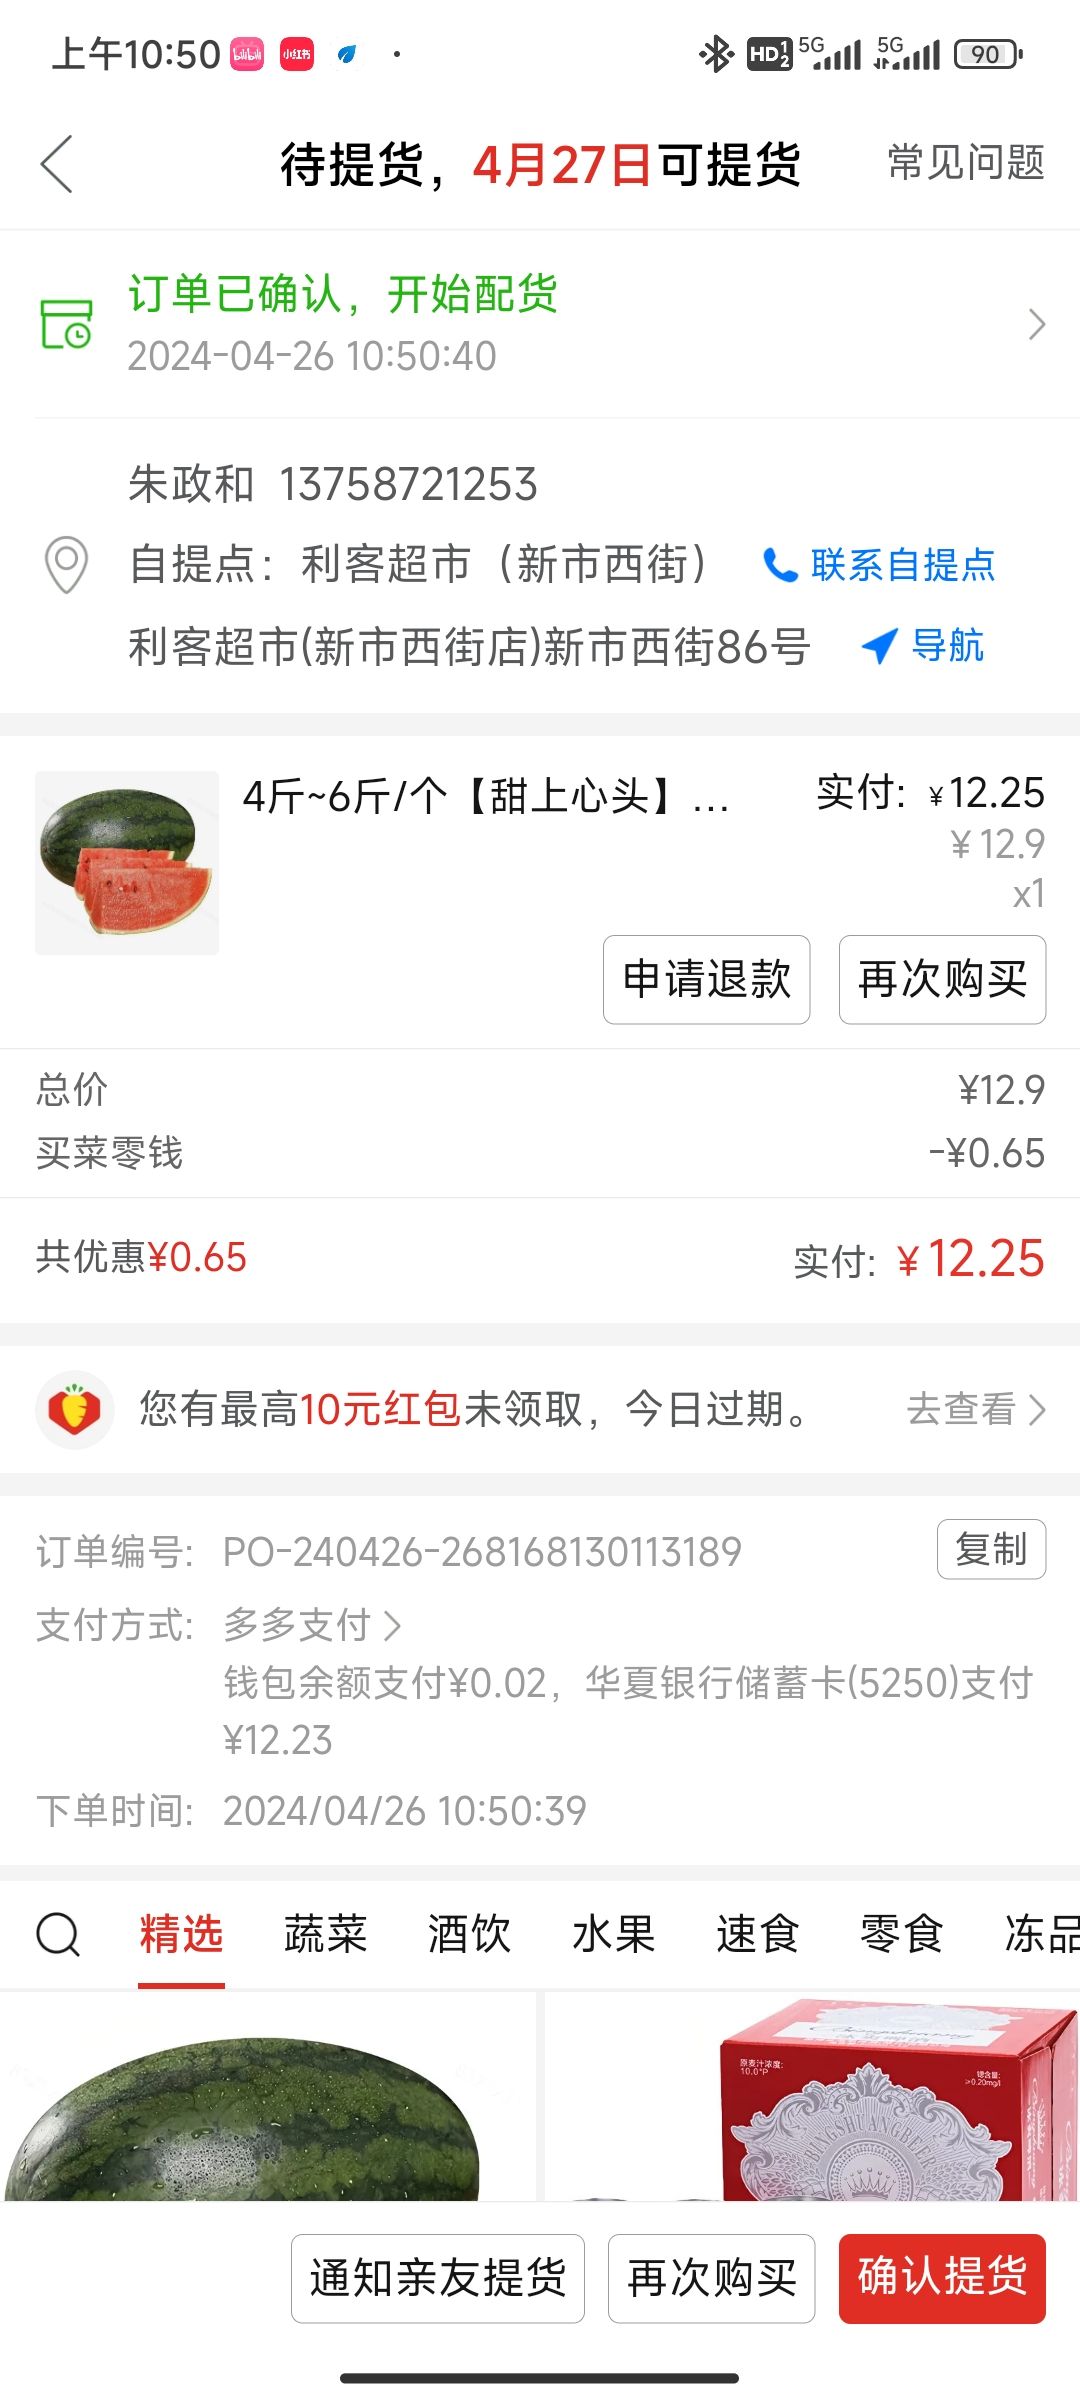 上午10:50
bilibili
小红书
HD 1 2
5G
5G
90
待提货，4月27日可提货
常见问题
订单已确认，开始配货
2024-04-26 10:50:40
朱政和 13758721253
自提点：利客超市（新市西街）
联系自提点
利客超市(新市西街店)新市西街86号
导航
4斤~6斤/个【甜上心头】...
实付: ¥12.25
¥12.9
x1
申请退款
再次购买
总价
¥12.9
买菜零钱
-¥0.65
共优惠¥0.65
实付: ¥12.25
您有最高10元红包未领取，今日过期。
去查看
订单编号: PO-240426-268168130113189
复制
支付方式: 多多支付
钱包余额支付¥0.02，华夏银行储蓄卡(5250)支付
¥12.23
下单时间: 2024/04/26 10:50:39
精选 蔬菜 酒饮 水果 速食 零食 冻品
原麦汁浓度:
10.0°P
≥0.20mg/l
通知亲友提货
再次购买
确认提货